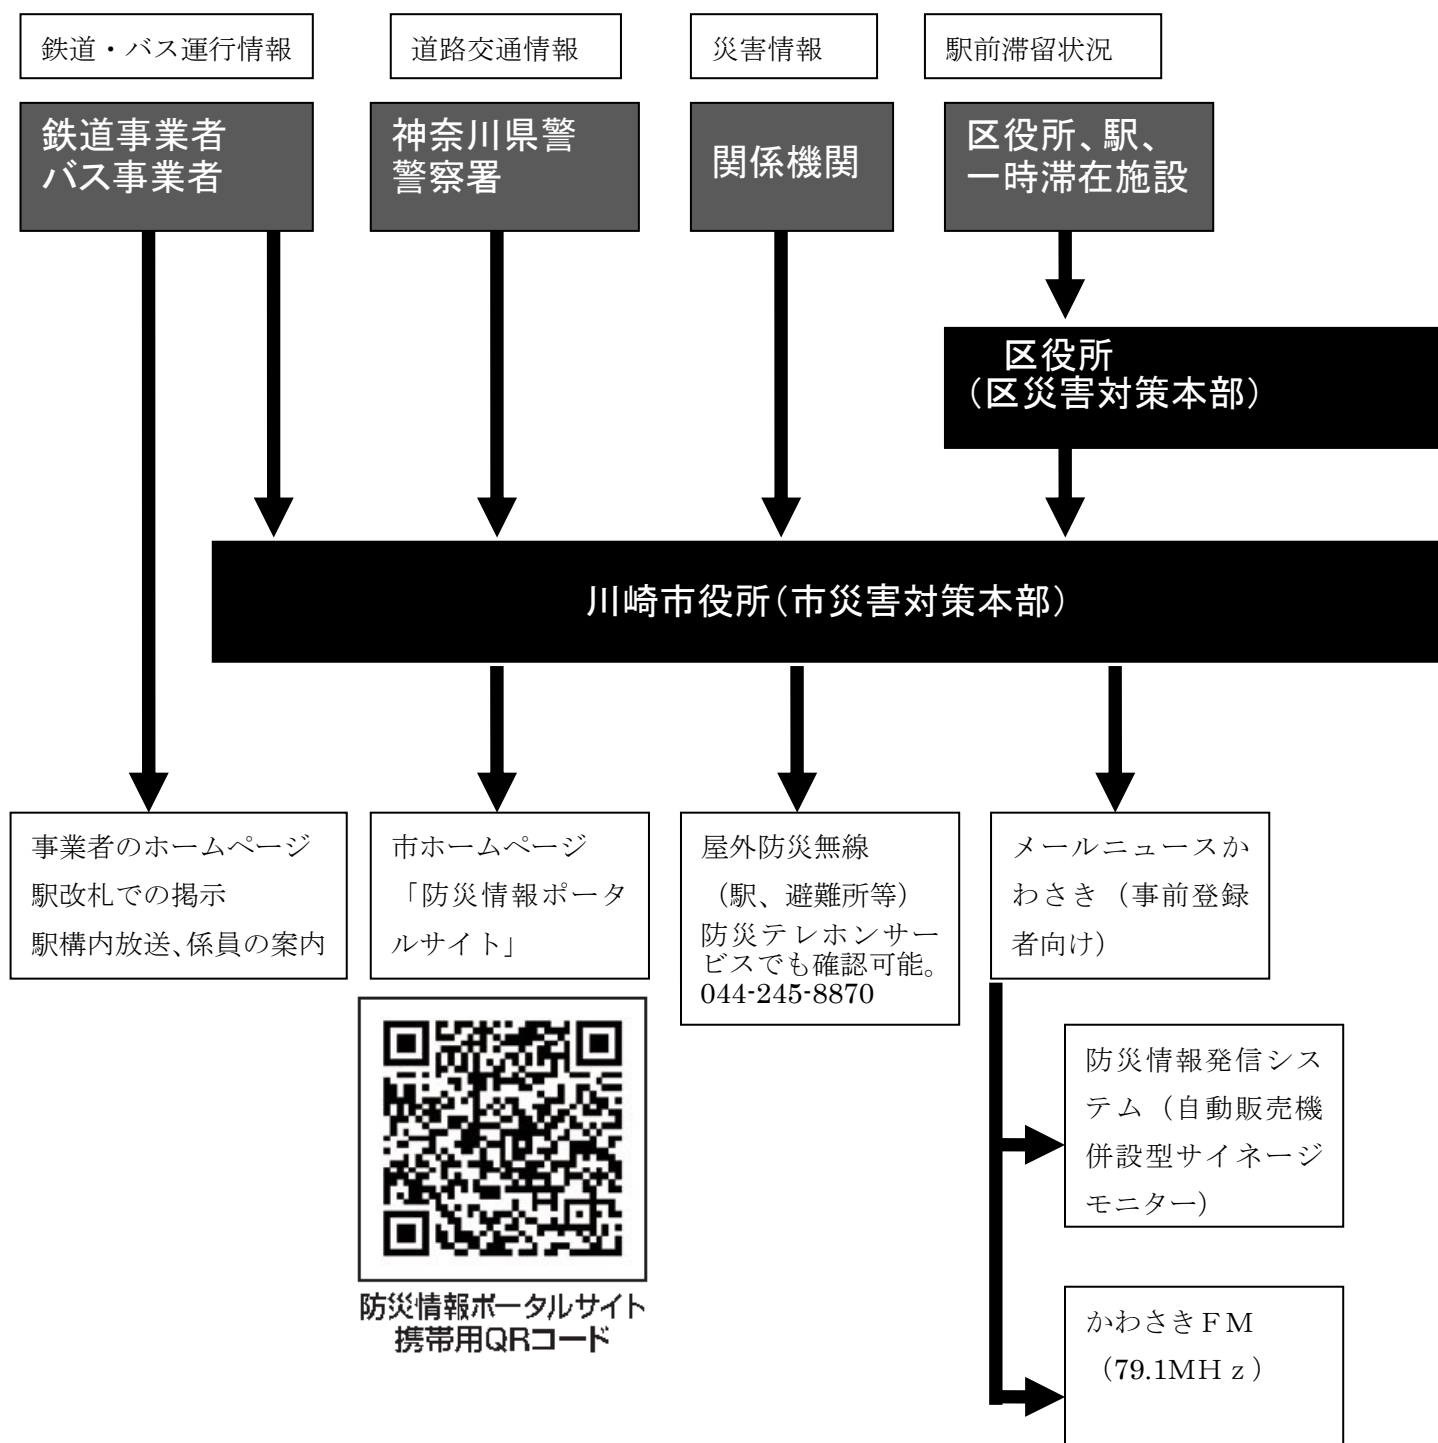 鉄道・バス運行情報
道路交通情報
災害情報
駅前滞留状況
鉄道事業者
バス事業者
神奈川県警
警察署
関係機関
区役所、駅、
一時滞在施設
区役所
（区災害対策本部）
川崎市役所（市災害対策本部）
事業者のホームページ
駅改札での掲示
駅構内放送、係員の案内
市ホームページ
「防災情報ポータ
ルサイト」
屋外防災無線
（駅、避難所等）
防災テレホンサー
ビスでも確認可能。
044-245-8870
メールニュースか
わさき（事前登録
者向け）
防災情報ポータルサイト
携帯用QRコード
防災情報発信シス
テム（自動販売機
併設型サイネージ
モニター）
かわさきＦＭ
（79.1MＨｚ）